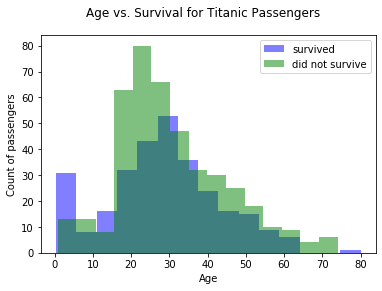 Age vs. Survival for Titanic Passengers
survived
did not survive
80
70
60
50
40
30
20
10
0
Count of passengers
0 10 20 30 40 50 60 70 80
Age